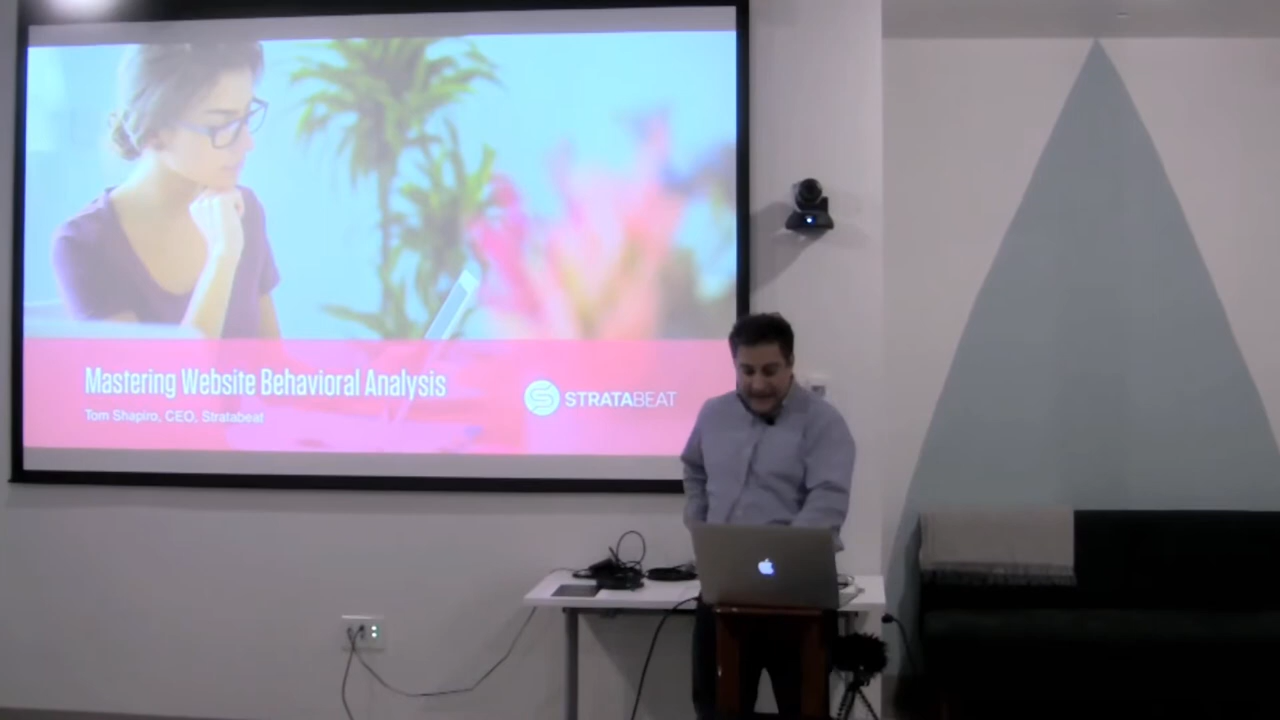 Mastering Website Behavioral Analysis
Tom Shapiro, CEO, Stratabeat
STRATABEAT